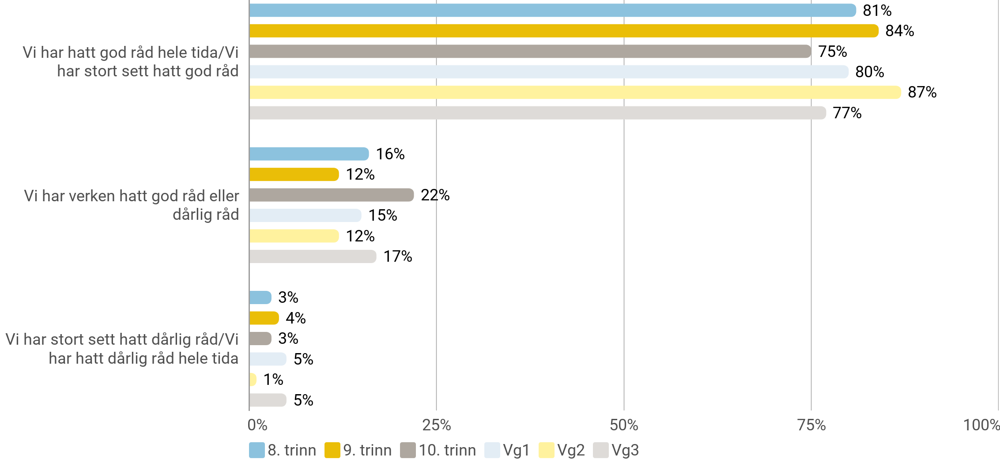 81%
84%
75%
80%
87%
77%
Vi har hatt god råd hele tida/Vi
har stort sett hatt god råd
16%
12%
22%
15%
12%
17%
Vi har verken hatt god råd eller
dårlig råd
3%
4%
3%
5%
1%
5%
Vi har stort sett hatt dårlig råd/Vi
har hatt dårlig råd hele tida
0% 25% 50% 75% 100%
8. trinn 9. trinn 10. trinn Vg1 Vg2 Vg3